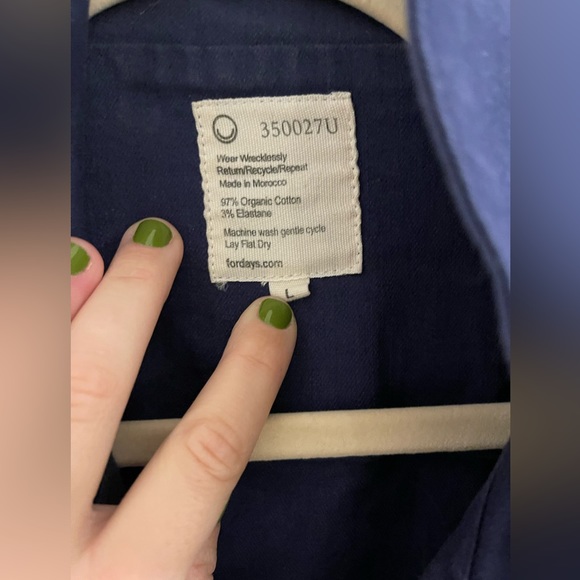 350027U
Wear Wrecklessly
Return/Recycle/Repeat
Made in Morocco
97% Organic Cotton
3% Elastane
Machine wash gentle cycle
Lay Flat Dry
fordays.com
L